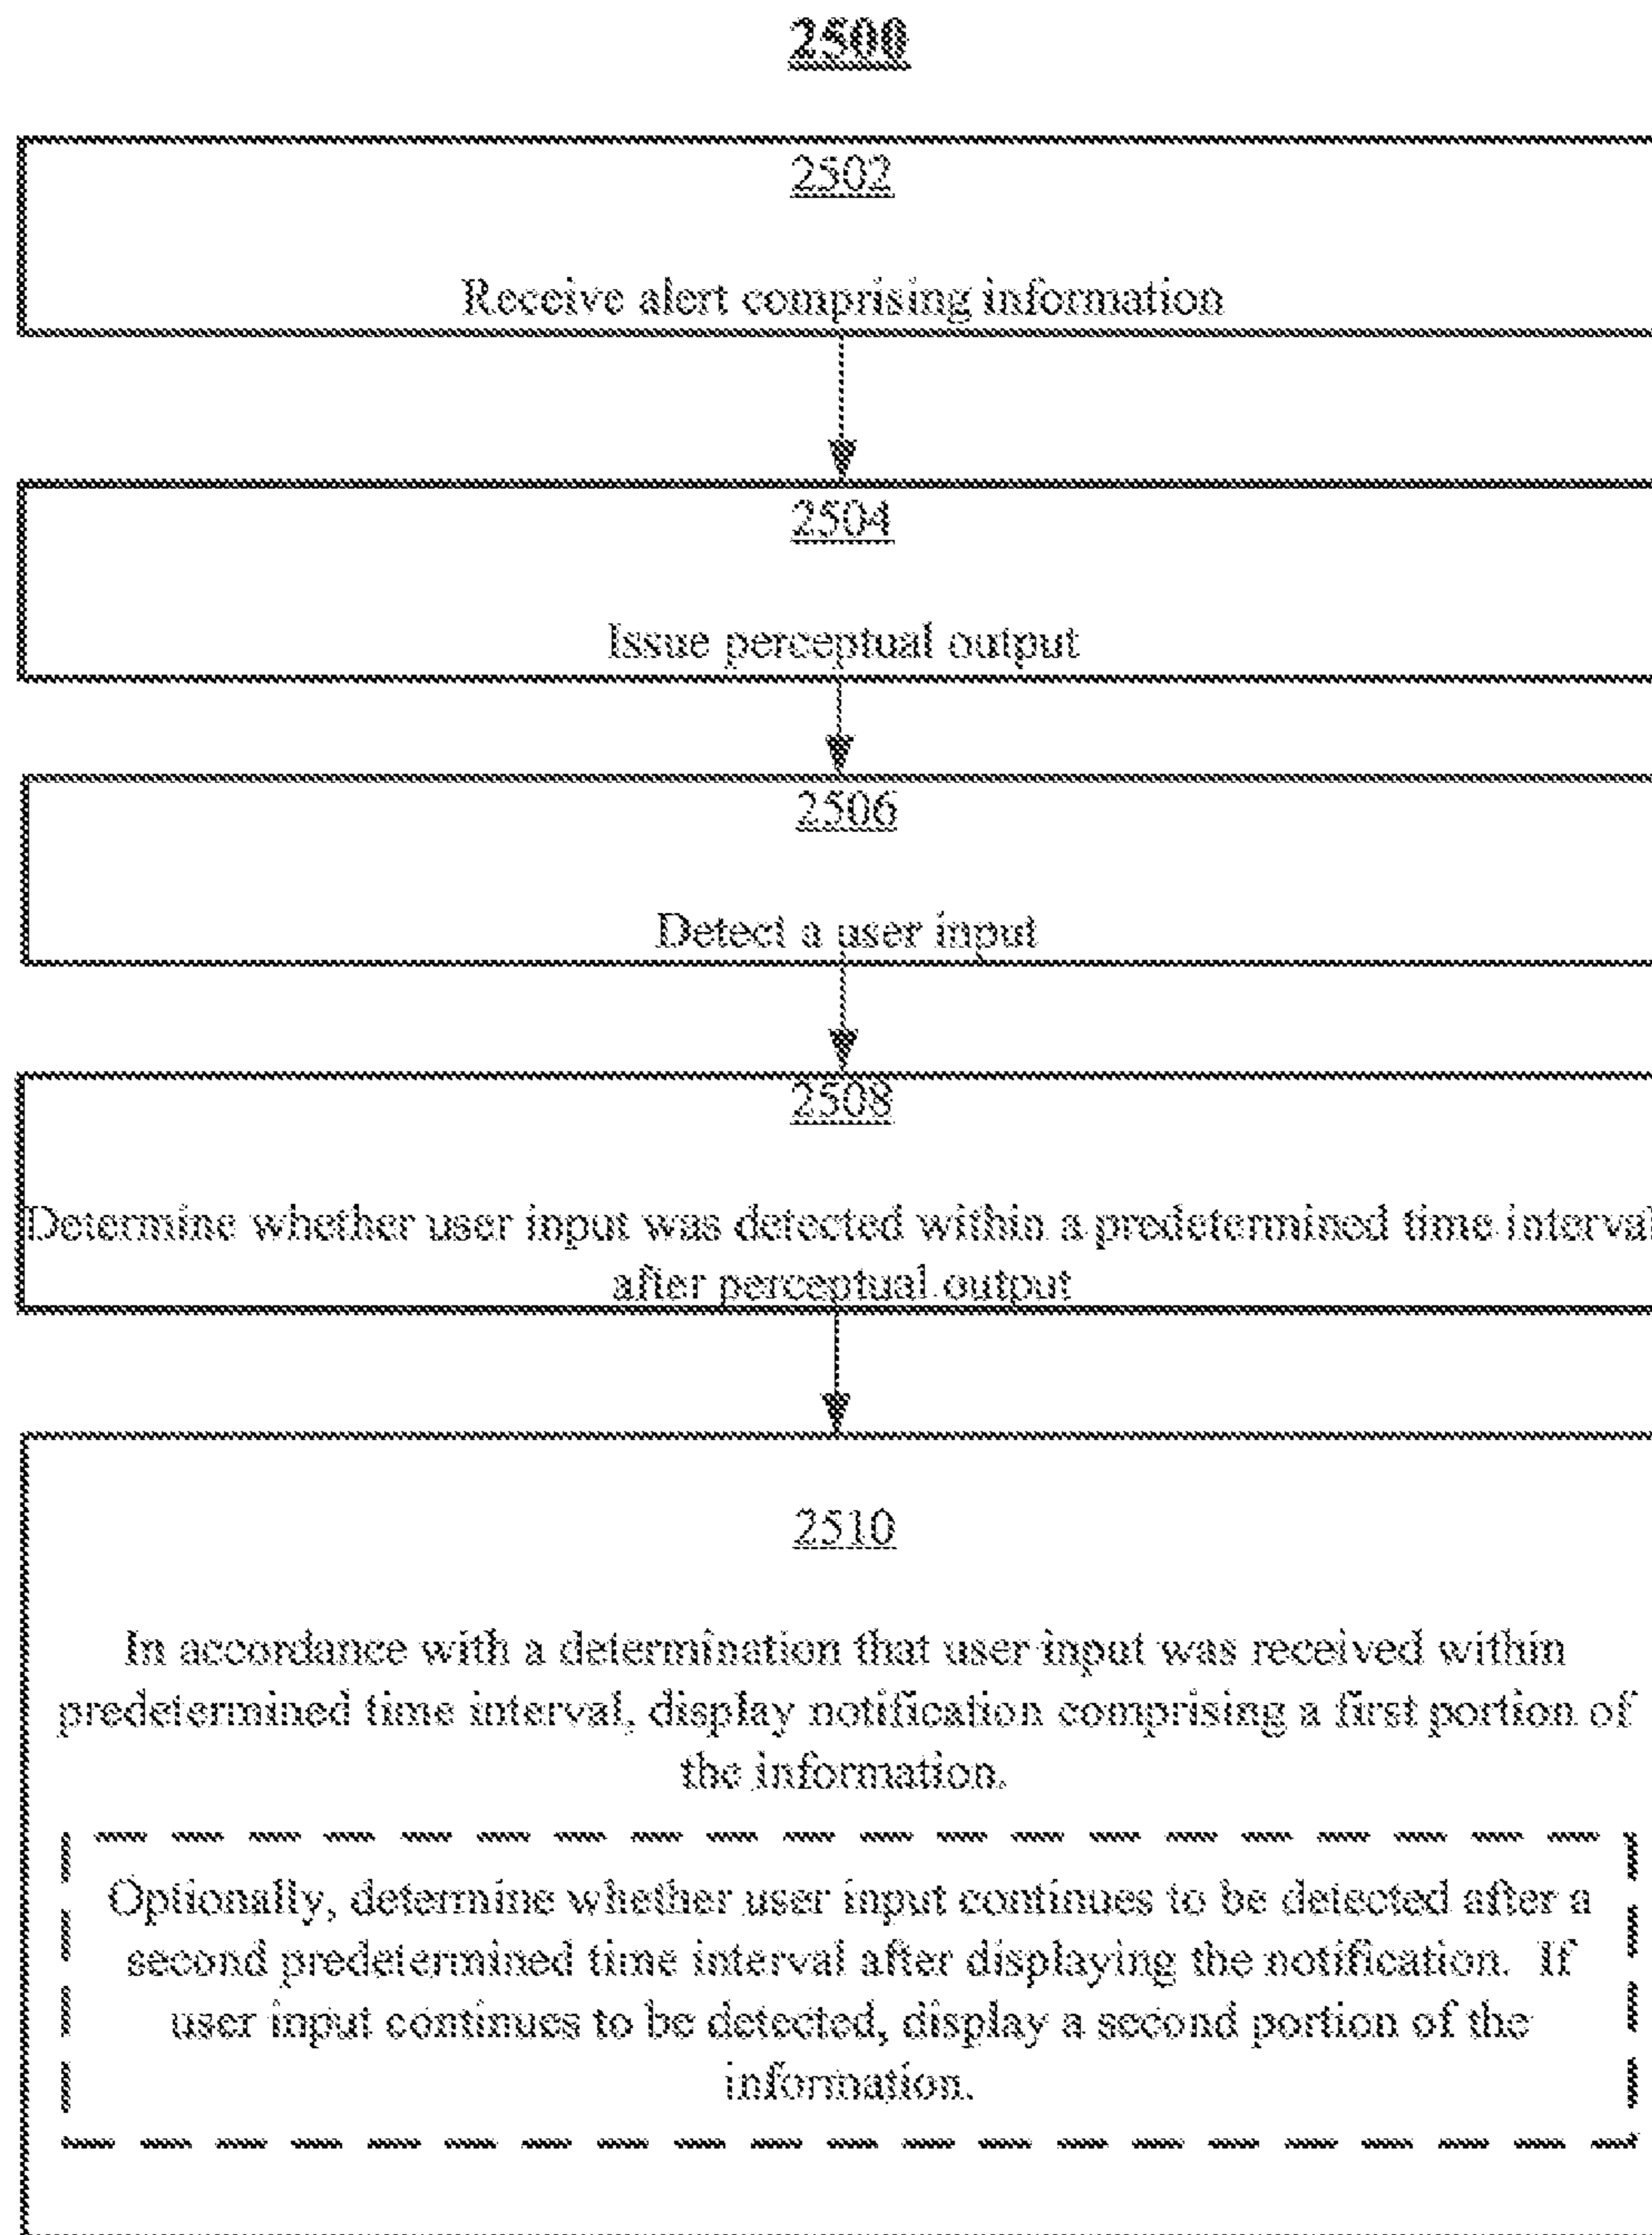 2500
2502
Receive alert comprising information
2504
Issue perceptual output
2506
Detect a user input
2508
Determine whether user input was detected within a predetermined time interval
after perceptual output
2510
In accordance with a determination that user input was received within
predetermined time interval, display notification comprising a first portion of
the information.
Optionally, determine whether user input continues to be detected after a
second predetermined time interval after displaying the notification. If
user input continues to be detected, display a second portion of the
information.